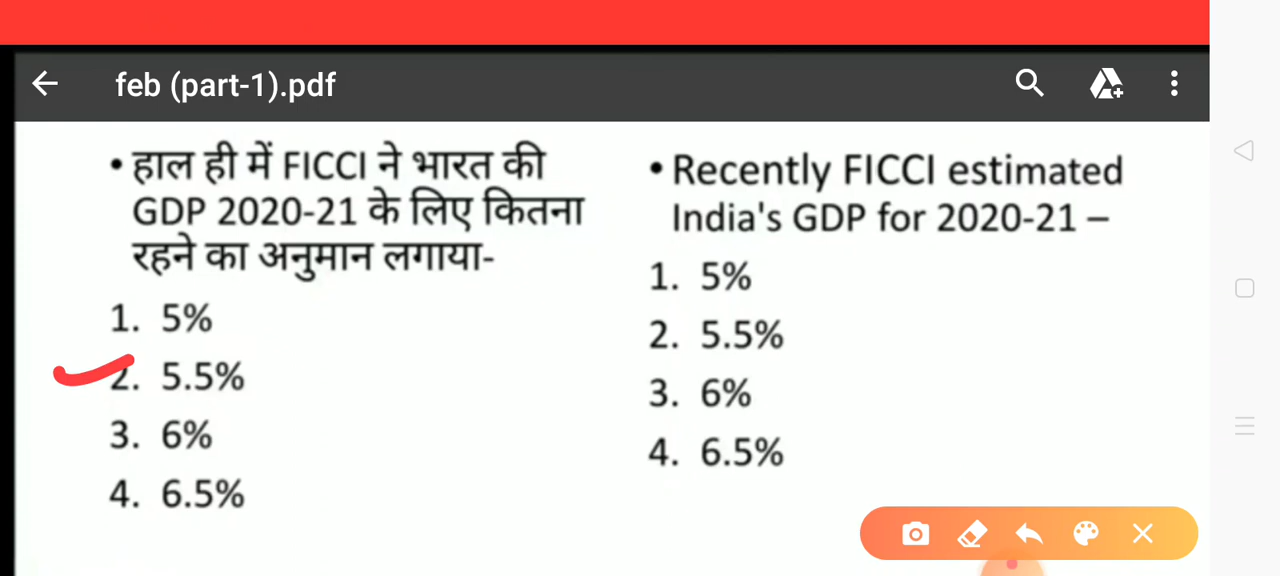 feb (part-1).pdf
• हाल ही में FICCI ने भारत की
GDP 2020-21 के लिए कितना
रहने का अनुमान लगाया-
1. 5%
2. 5.5%
3. 6%
4. 6.5%
• Recently FICCI estimated
India's GDP for 2020-21 –
1. 5%
2. 5.5%
3. 6%
4. 6.5%